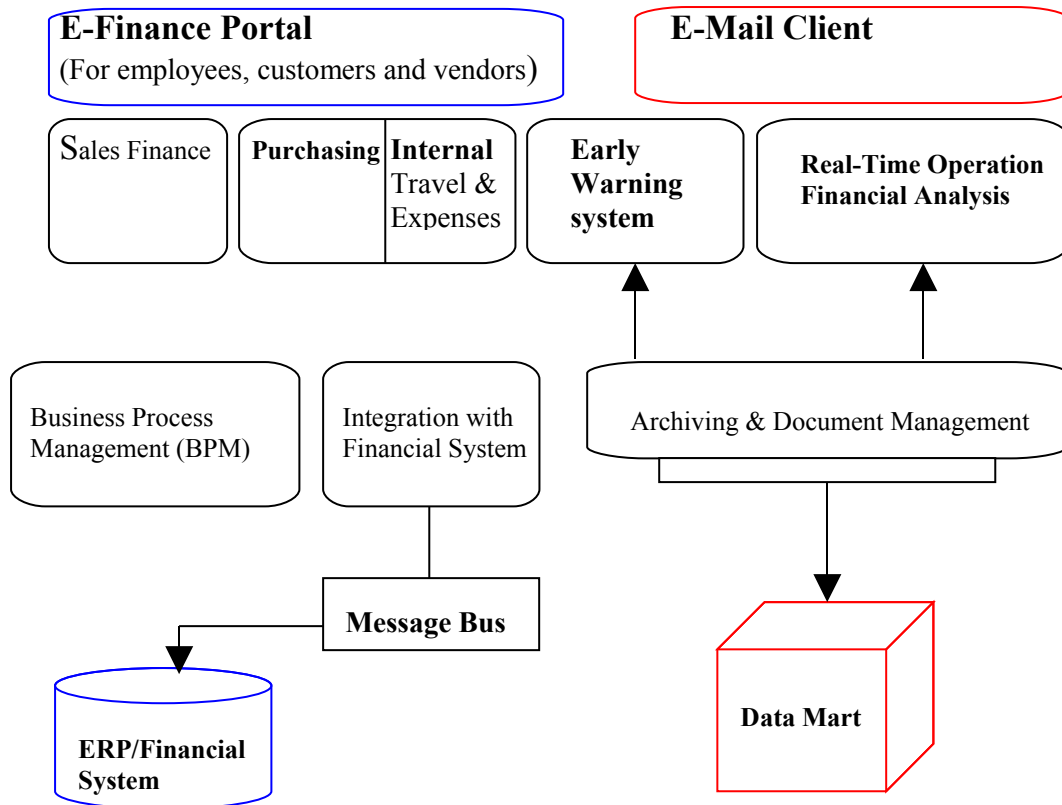 E-Finance Portal
(For employees, customers and vendors)
E-Mail Client
Sales Finance
Purchasing
Internal
Travel &
Expenses
Early
Warning
system
Real-Time Operation
Financial Analysis
Business Process
Management (BPM)
Integration with
Financial System
Archiving & Document Management
Message Bus
ERP/Financial
System
Data Mart